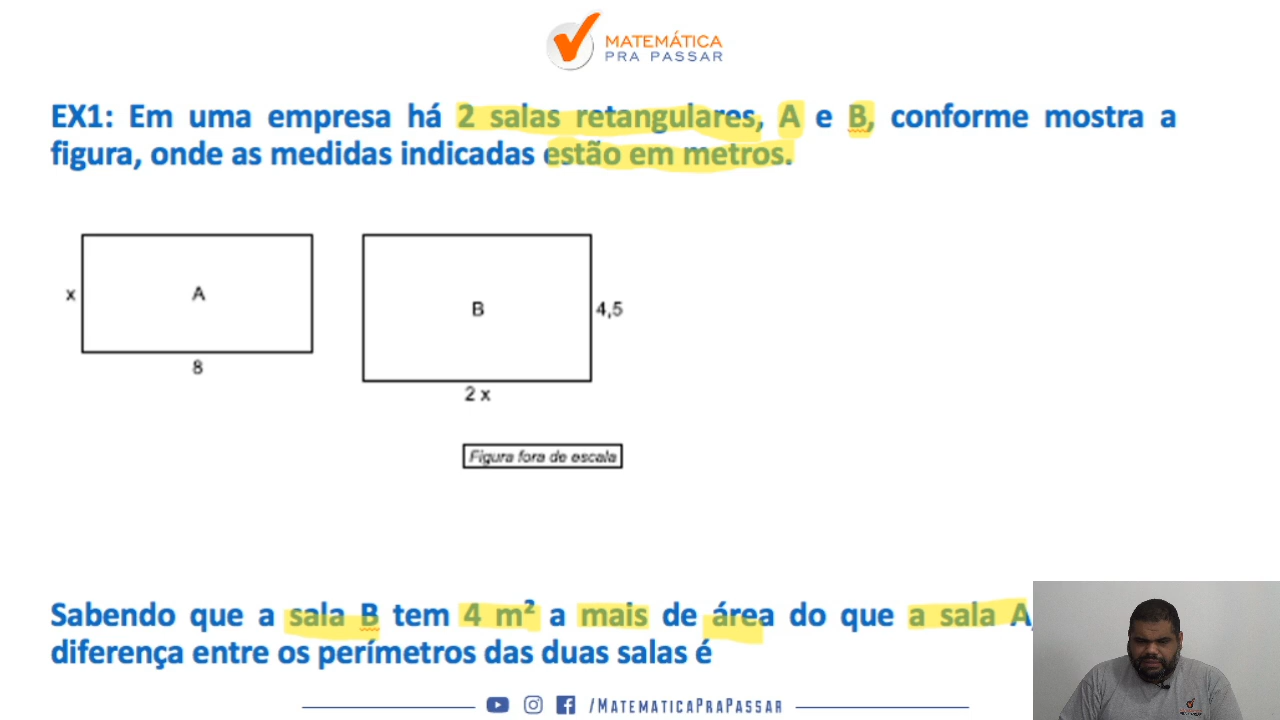 MATEMÁTICA
PRA PASSAR
EX1: Em uma empresa há 2 salas retangulares, A e B, conforme mostra a
figura, onde as medidas indicadas estão em metros.
x
A
8
B
4,5
2 x
Figura fora de escala
Sabendo que a sala B tem 4 m² a mais de área do que a sala A,
diferença entre os perímetros das duas salas é
/MATEMATICAPRAPASSAR